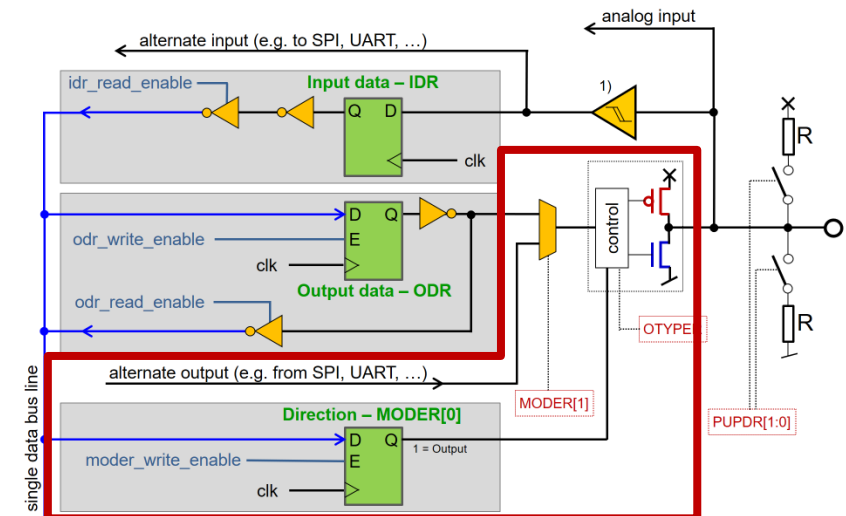 analog input
alternate input (e.g. to SPI, UART, …)
idr_read_enable
Input data – IDR
1)
Q D
clk
R
D Q
E
odr_write_enable
clk
control
Output data – ODR
odr_read_enable
OTYPER
R
alternate output (e.g. from SPI, UART, …)
MODER[1]
PUPDR[1:0]
Direction – MODER[0]
D Q
1 = Output
E
moder_write_enable
clk
single data bus line